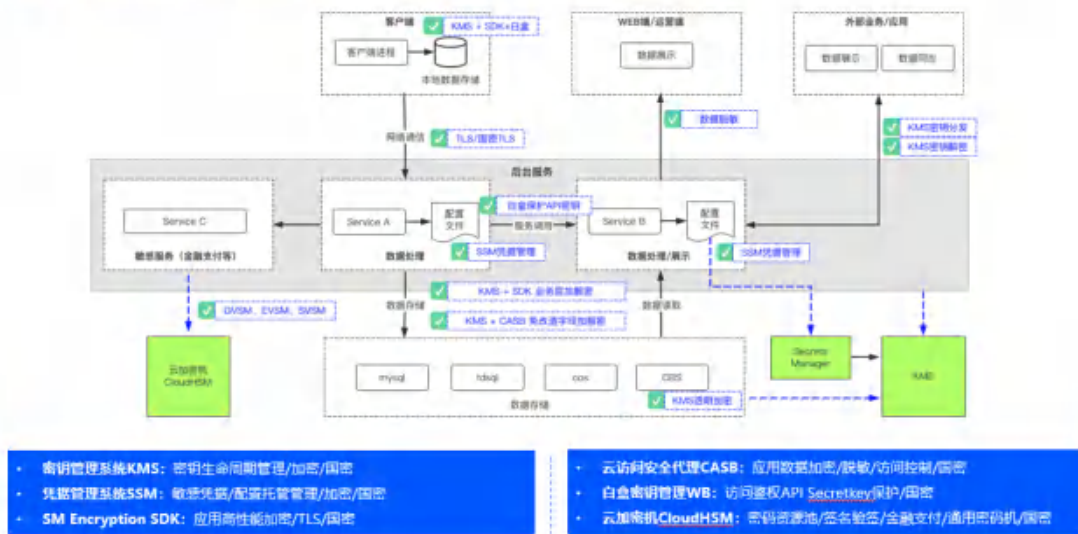 客户端
KMS + SDK+白盒
客户端进程
本地数据存储
WEB端/运营端
数据展示
外部业务/应用
数据展示
数据导出
网络通信
TLS/国密TLS
数据脱敏
KMS密钥分发
KMS密钥解密
后台服务
Service C
敏感服务（金融支付等）
Service A
配置
文件
数据处理
白盒保护API密钥
服务调用
SSM凭据管理
Service B
配置
文件
数据处理/展示
SSM凭据管理
DVSM、EVSM、SVSM
数据存储
KMS + SDK 业务层加解密
KMS + CASB 免改造字段加解密
数据读取
云加密机
CloudHSM
mysql
tdsql
cos
CBS
数据存储
KMS透明加密
Secrets
Manager
KMS
• 密钥管理系统KMS：密钥生命周期管理/加密/国密
• 凭据管理系统SSM：敏感凭据/配置托管管理/加密/国密
• SM Encryption SDK：应用高性能加密/TLS/国密
• 云访问安全代理CASB：应用数据加密/脱敏/访问控制/国密
• 白盒密钥管理WB：访问鉴权API Secretkey保护/国密
• 云加密机CloudHSM：密码资源池/签名验签/金融支付/通用密码机/国密